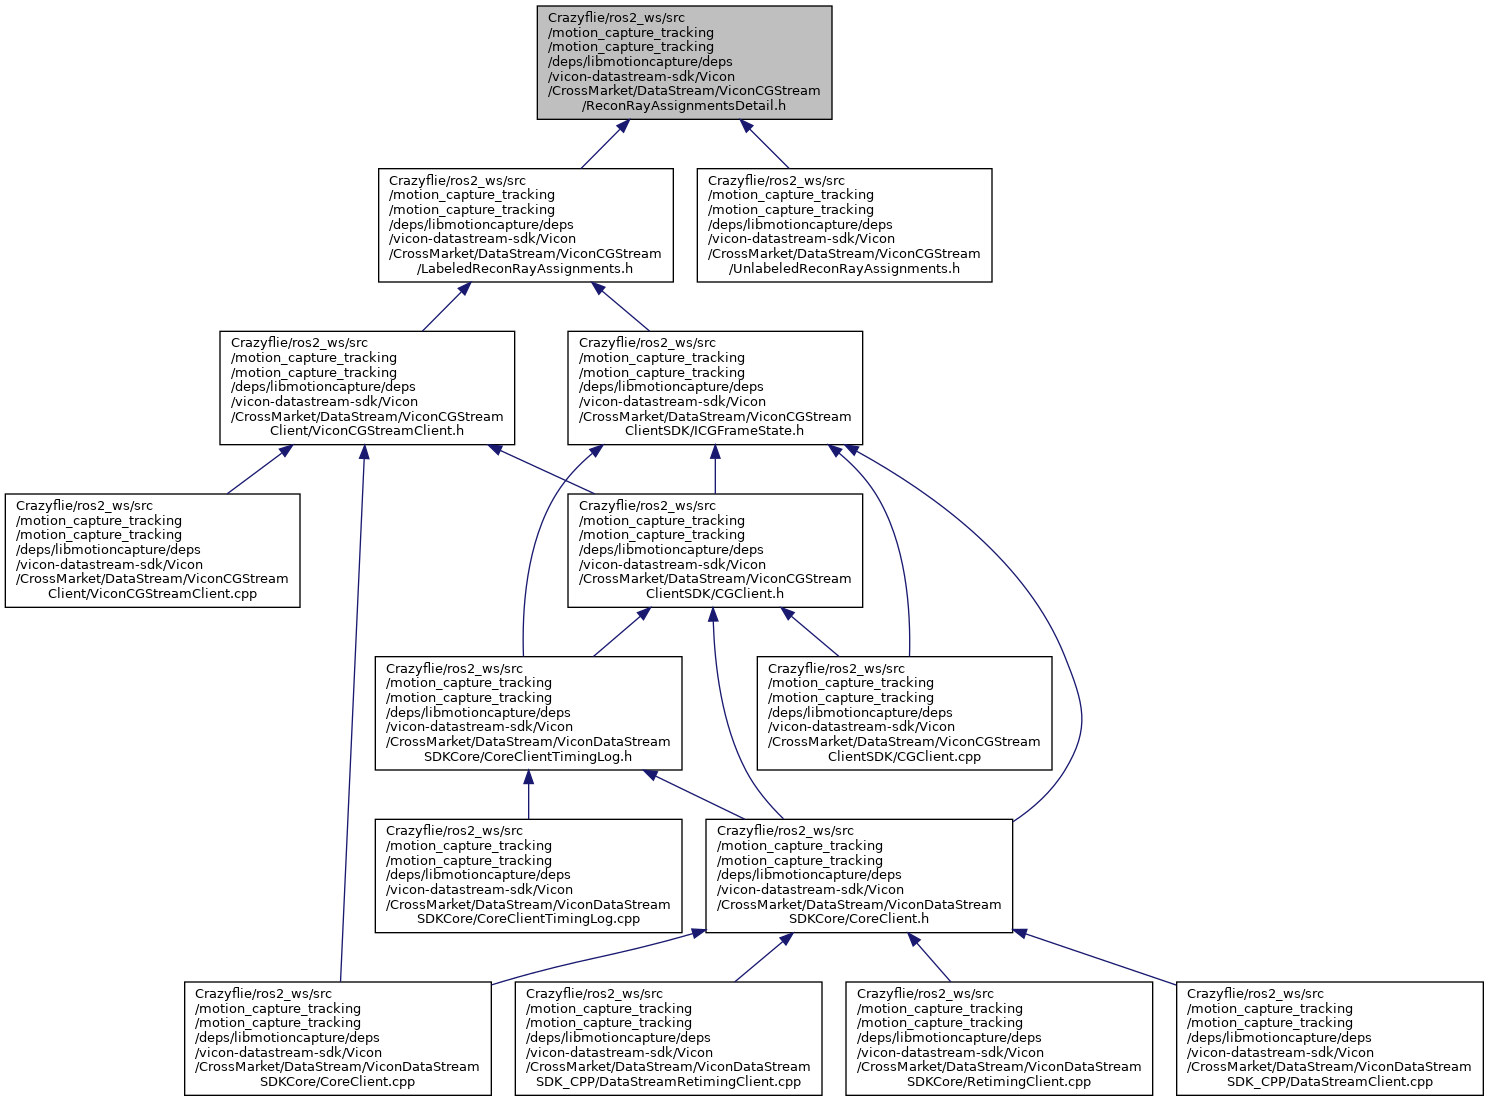 Crazyflie/ros2_ws/src
/motion_capture_tracking
/motion_capture_tracking
/deps/libmotioncapture/deps
/vicon-datastream-sdk/Vicon
/CrossMarket/DataStream/ViconCGStream
/ReconRayAssignmentsDetail.h
Crazyflie/ros2_ws/src
/motion_capture_tracking
/motion_capture_tracking
/deps/libmotioncapture/deps
/vicon-datastream-sdk/Vicon
/CrossMarket/DataStream/ViconCGStream
/LabeledReconRayAssignments.h
Crazyflie/ros2_ws/src
/motion_capture_tracking
/motion_capture_tracking
/deps/libmotioncapture/deps
/vicon-datastream-sdk/Vicon
/CrossMarket/DataStream/ViconCGStream
/UnlabeledReconRayAssignments.h
Crazyflie/ros2_ws/src
/motion_capture_tracking
/motion_capture_tracking
/deps/libmotioncapture/deps
/vicon-datastream-sdk/Vicon
/CrossMarket/DataStream/ViconCGStream
Client/ViconCGStreamClient.h
Crazyflie/ros2_ws/src
/motion_capture_tracking
/motion_capture_tracking
/deps/libmotioncapture/deps
/vicon-datastream-sdk/Vicon
/CrossMarket/DataStream/ViconCGStream
ClientSDK/ICGFrameState.h
Crazyflie/ros2_ws/src
/motion_capture_tracking
/motion_capture_tracking
/deps/libmotioncapture/deps
/vicon-datastream-sdk/Vicon
/CrossMarket/DataStream/ViconCGStream
Client/ViconCGStreamClient.cpp
Crazyflie/ros2_ws/src
/motion_capture_tracking
/motion_capture_tracking
/deps/libmotioncapture/deps
/vicon-datastream-sdk/Vicon
/CrossMarket/DataStream/ViconCGStream
ClientSDK/CGClient.h
Crazyflie/ros2_ws/src
/motion_capture_tracking
/motion_capture_tracking
/deps/libmotioncapture/deps
/vicon-datastream-sdk/Vicon
/CrossMarket/DataStream/ViconDataStream
SDKCore/CoreClientTimingLog.h
Crazyflie/ros2_ws/src
/motion_capture_tracking
/motion_capture_tracking
/deps/libmotioncapture/deps
/vicon-datastream-sdk/Vicon
/CrossMarket/DataStream/ViconCGStream
ClientSDK/CGClient.cpp
Crazyflie/ros2_ws/src
/motion_capture_tracking
/motion_capture_tracking
/deps/libmotioncapture/deps
/vicon-datastream-sdk/Vicon
/CrossMarket/DataStream/ViconDataStream
SDKCore/CoreClientTimingLog.cpp
Crazyflie/ros2_ws/src
/motion_capture_tracking
/motion_capture_tracking
/deps/libmotioncapture/deps
/vicon-datastream-sdk/Vicon
/CrossMarket/DataStream/ViconDataStream
SDKCore/CoreClient.h
Crazyflie/ros2_ws/src
/motion_capture_tracking
/motion_capture_tracking
/deps/libmotioncapture/deps
/vicon-datastream-sdk/Vicon
/CrossMarket/DataStream/ViconDataStream
SDKCore/CoreClient.cpp
Crazyflie/ros2_ws/src
/motion_capture_tracking
/motion_capture_tracking
/deps/libmotioncapture/deps
/vicon-datastream-sdk/Vicon
/CrossMarket/DataStream/ViconDataStream
SDK_CPP/DataStreamRetimingClient.cpp
Crazyflie/ros2_ws/src
/motion_capture_tracking
/motion_capture_tracking
/deps/libmotioncapture/deps
/vicon-datastream-sdk/Vicon
/CrossMarket/DataStream/ViconDataStream
SDKCore/RetimingClient.cpp
Crazyflie/ros2_ws/src
/motion_capture_tracking
/motion_capture_tracking
/deps/libmotioncapture/deps
/vicon-datastream-sdk/Vicon
/CrossMarket/DataStream/ViconDataStream
SDK_CPP/DataStreamClient.cpp